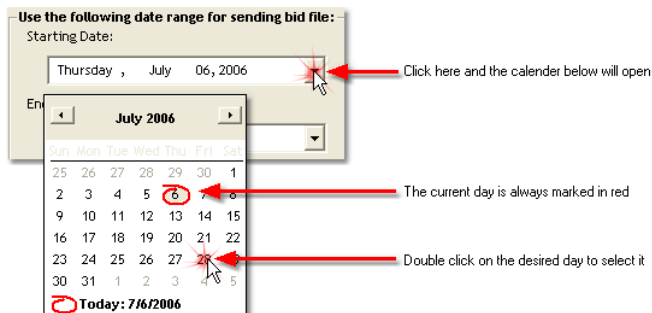 Use the following date range for sending bid file:
Starting Date:
Thursday , July 06, 2006
Click here and the calender below will open
July 2006
Sun Mon Tue Wed Thu Fri Sat
25 26 27 28 29 30 1
2 3 4 5 6 7 8
The current day is always marked in red
9 10 11 12 13 14 15
16 17 18 19 20 21 22
23 24 25 26 27 28
Double click on the desired day to select it
30 31 1 2 3 4 5
Today: 7/6/2006